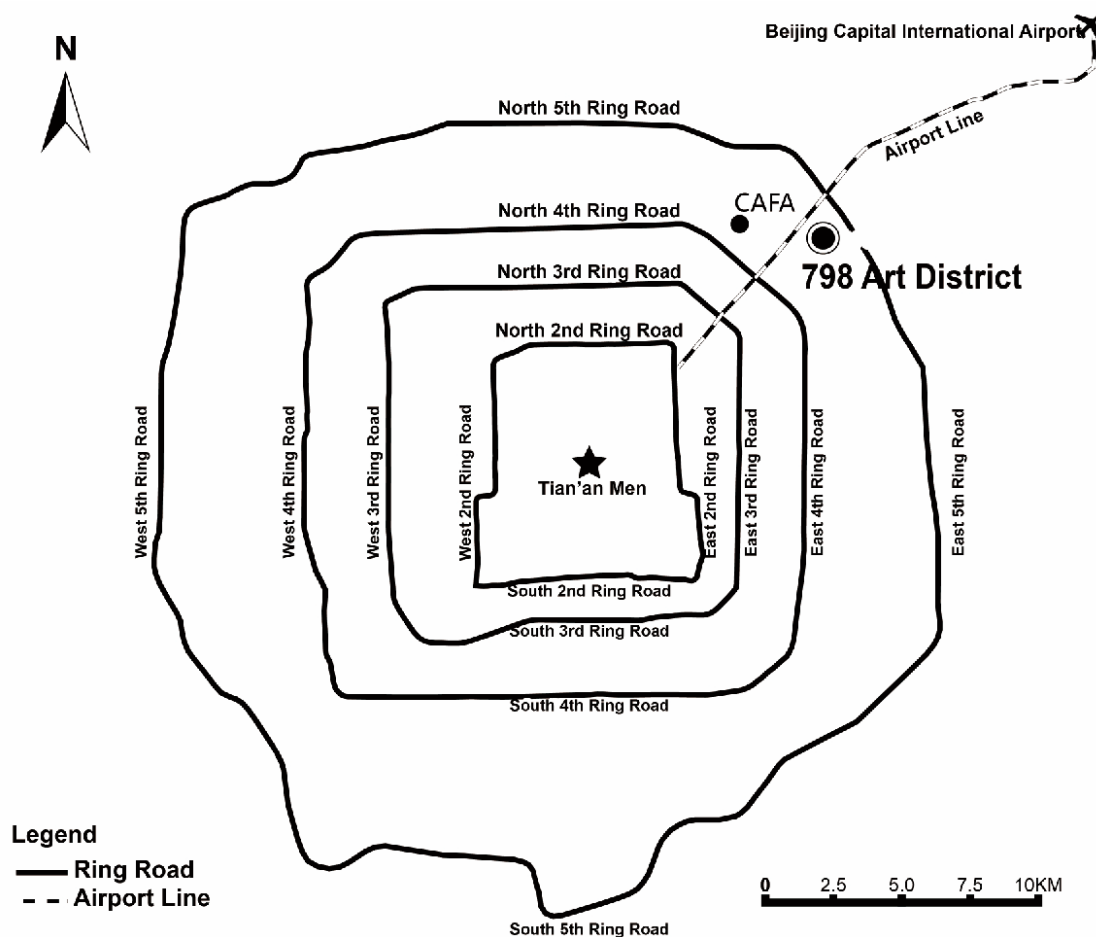 Beijing Capital International Airport
N
North 5th Ring Road
Airport Line
CAFA
North 4th Ring Road
798 Art District
North 3rd Ring Road
North 2nd Ring Road
West 5th Ring Road
West 4th Ring Road
West 3rd Ring Road
West 2nd Ring Road
Tian'an Men
East 2nd Ring Road
East 3rd Ring Road
East 4th Ring Road
East 5th Ring Road
South 2nd Ring Road
South 3rd Ring Road
South 4th Ring Road
South 5th Ring Road
Legend
Ring Road
Airport Line
0 2.5 5.0 7.5 10KM